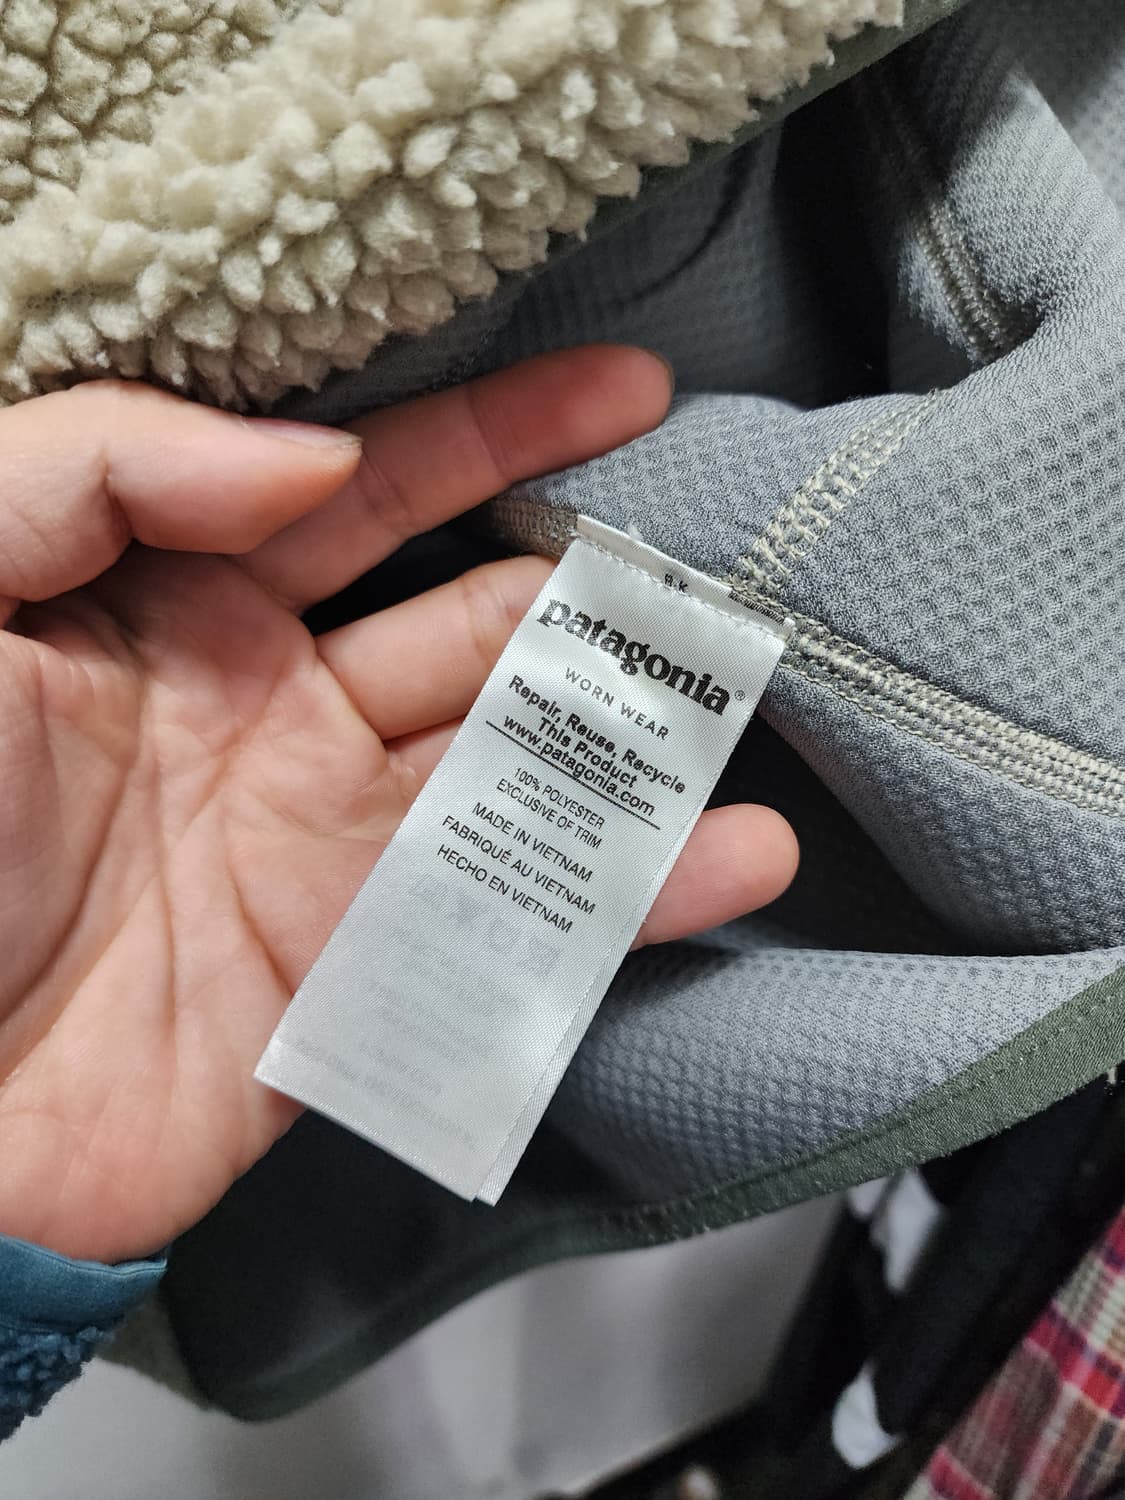 patagonia®
WORN WEAR
Repair, Reuse, Recycle
This Product
www.patagonia.com
100% POLYESTER
EXCLUSIVE OF TRIM
MADE IN VIETNAM
FABRIQUÉ AU VIETNAM
HECHO EN VIETNAM